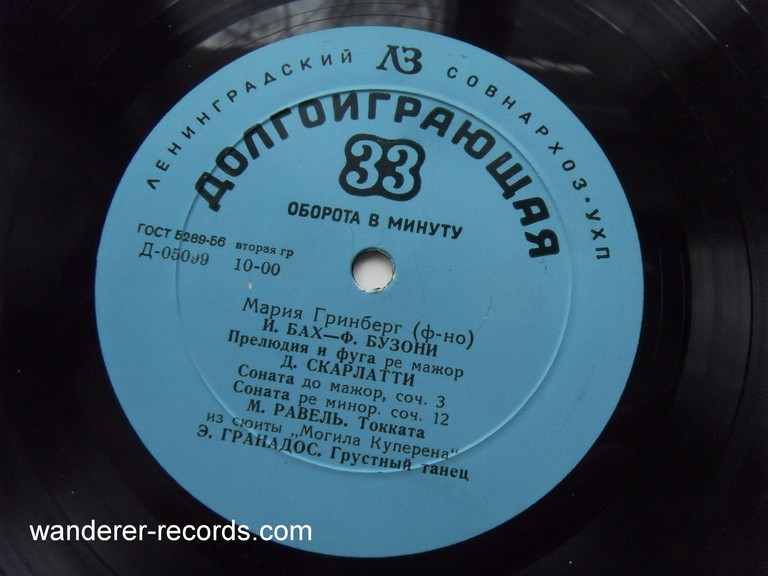 ЛЕНИНГРАДСКИЙ ЛЗ СОВНАРХОЗ·УХП
ДОЛГОИГРАЮЩАЯ
33
ОБОРОТА В МИНУТУ
ГОСТ 5289-56 вторая гр
Д-05099 10-00
Мария Гринберг (ф-но)
И. БАХ—Ф. БУЗОНИ
Прелюдия и фуга ре мажор
Д. СКАРЛАТТИ
Соната до мажор, соч. 3
Соната ре минор. соч. 12
М. РАВЕЛЬ. Токката
из сюиты „Могила Куперена"
Э. ГРАНАДОС. Грустный танец
wanderer-records.com